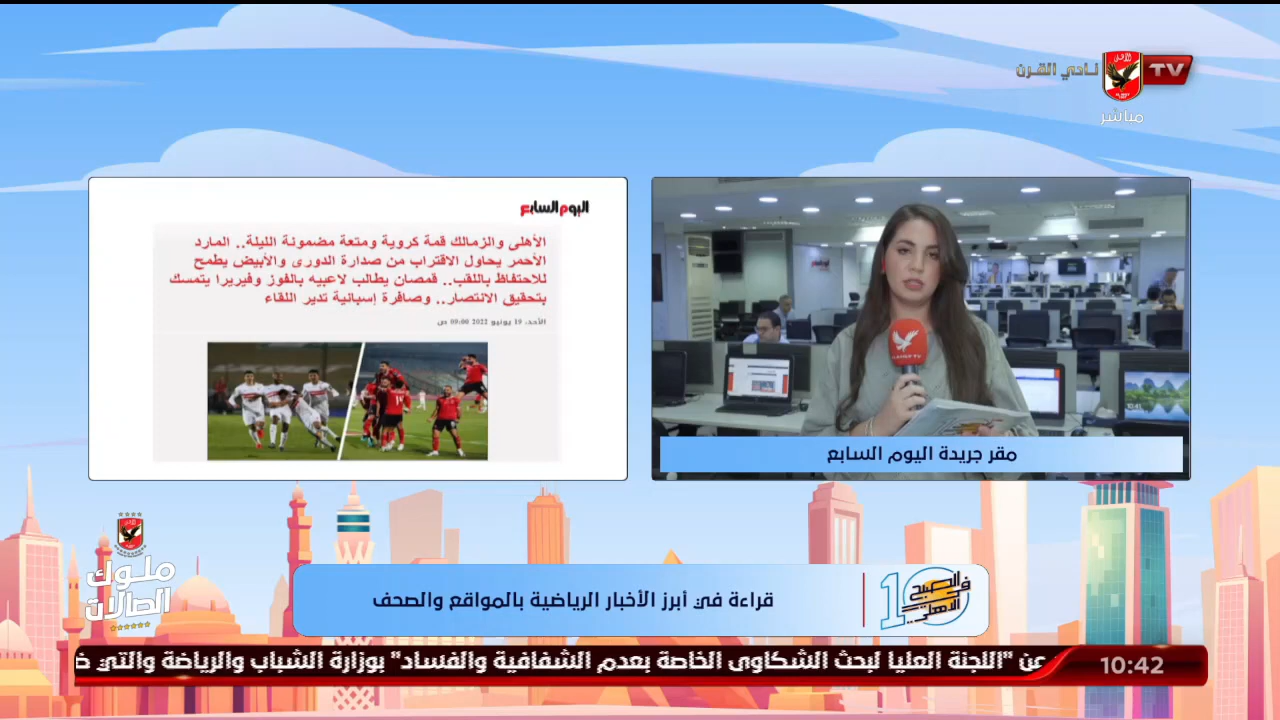 نادي القرن
TV
مباشر
اليوم السابع
الأهلى والزمالك قمة كروية ومتعة مضمونة الليلة.. المارد
الأحمر يحاول الاقتراب من صدارة الدورى والأبيض يطمح
للاحتفاظ باللقب.. قمصان يطالب لاعبيه بالفوز وفيريرا يتمسك
بتحقيق الانتصار.. وصافرة إسبانية تدير اللقاء
الأحد، 19 يونيو 2022 09:00 ص
مقر جريدة اليوم السابع
ملوك
الصالات
10 في الصبح الأهلي..
قراءة في أبرز الأخبار الرياضية بالمواقع والصحف
عن "اللجنة العليا لبحث الشكاوى الخاصة بعدم الشفافية والفساد" بوزارة الشباب والرياضة والتي
10:42